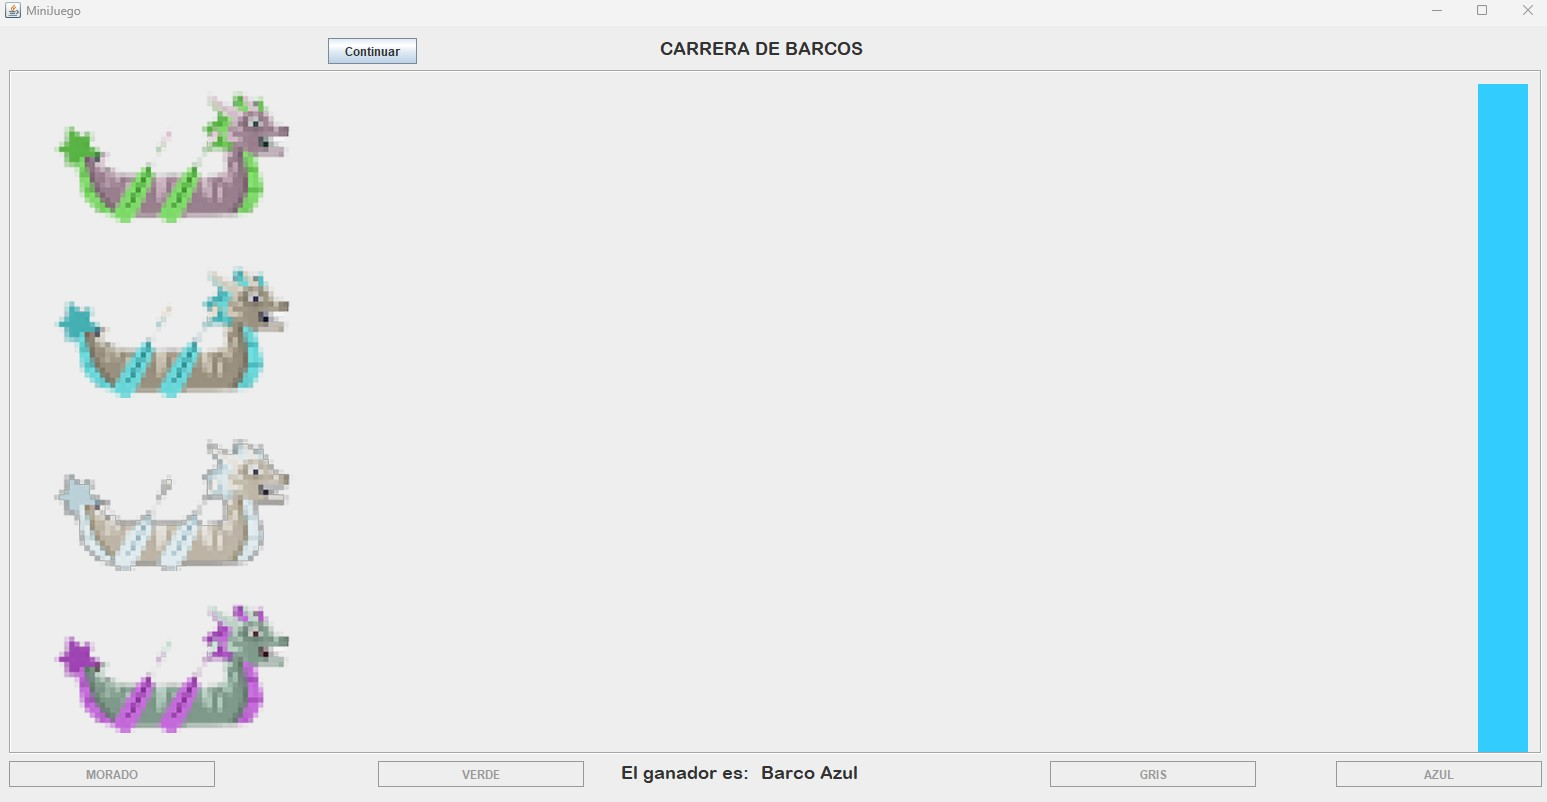 MiniJuego
Continuar
CARRERA DE BARCOS
MORADO
VERDE
El ganador es: Barco Azul
GRIS
AZUL